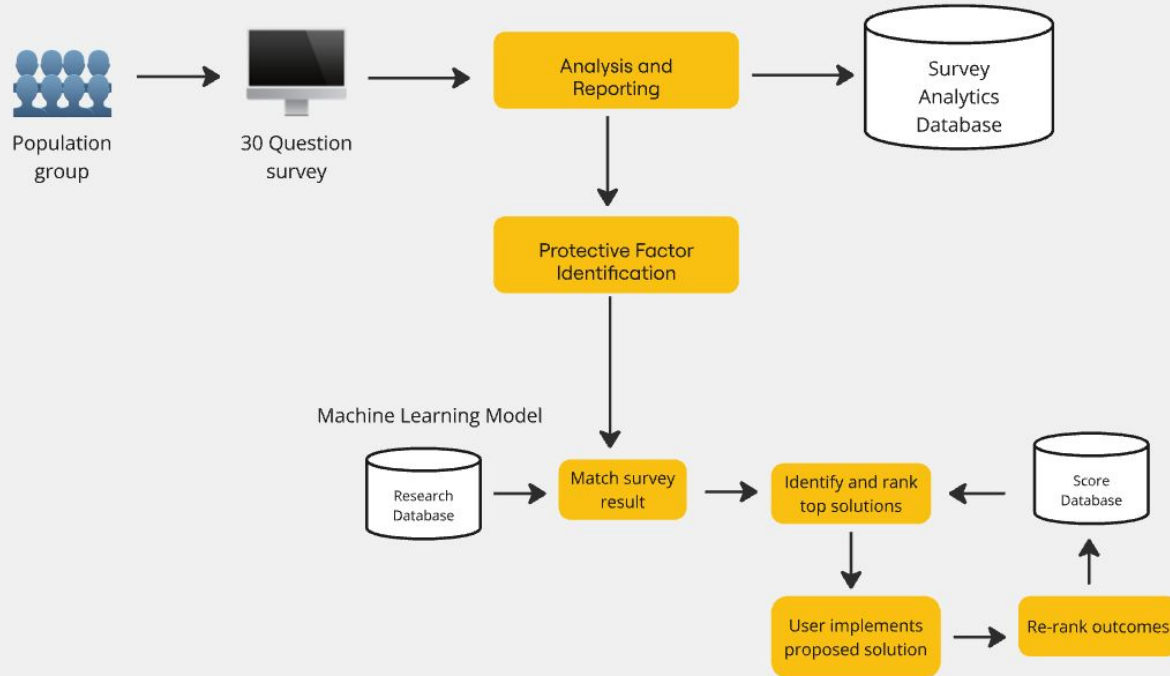 Population
group
30 Question
survey
Analysis and
Reporting
Survey
Analytics
Database
Protective Factor
Identification
Machine Learning Model
Research
Database
Match survey
result
Identify and rank
top solutions
Score
Database
User implements
proposed solution
Re-rank outcomes